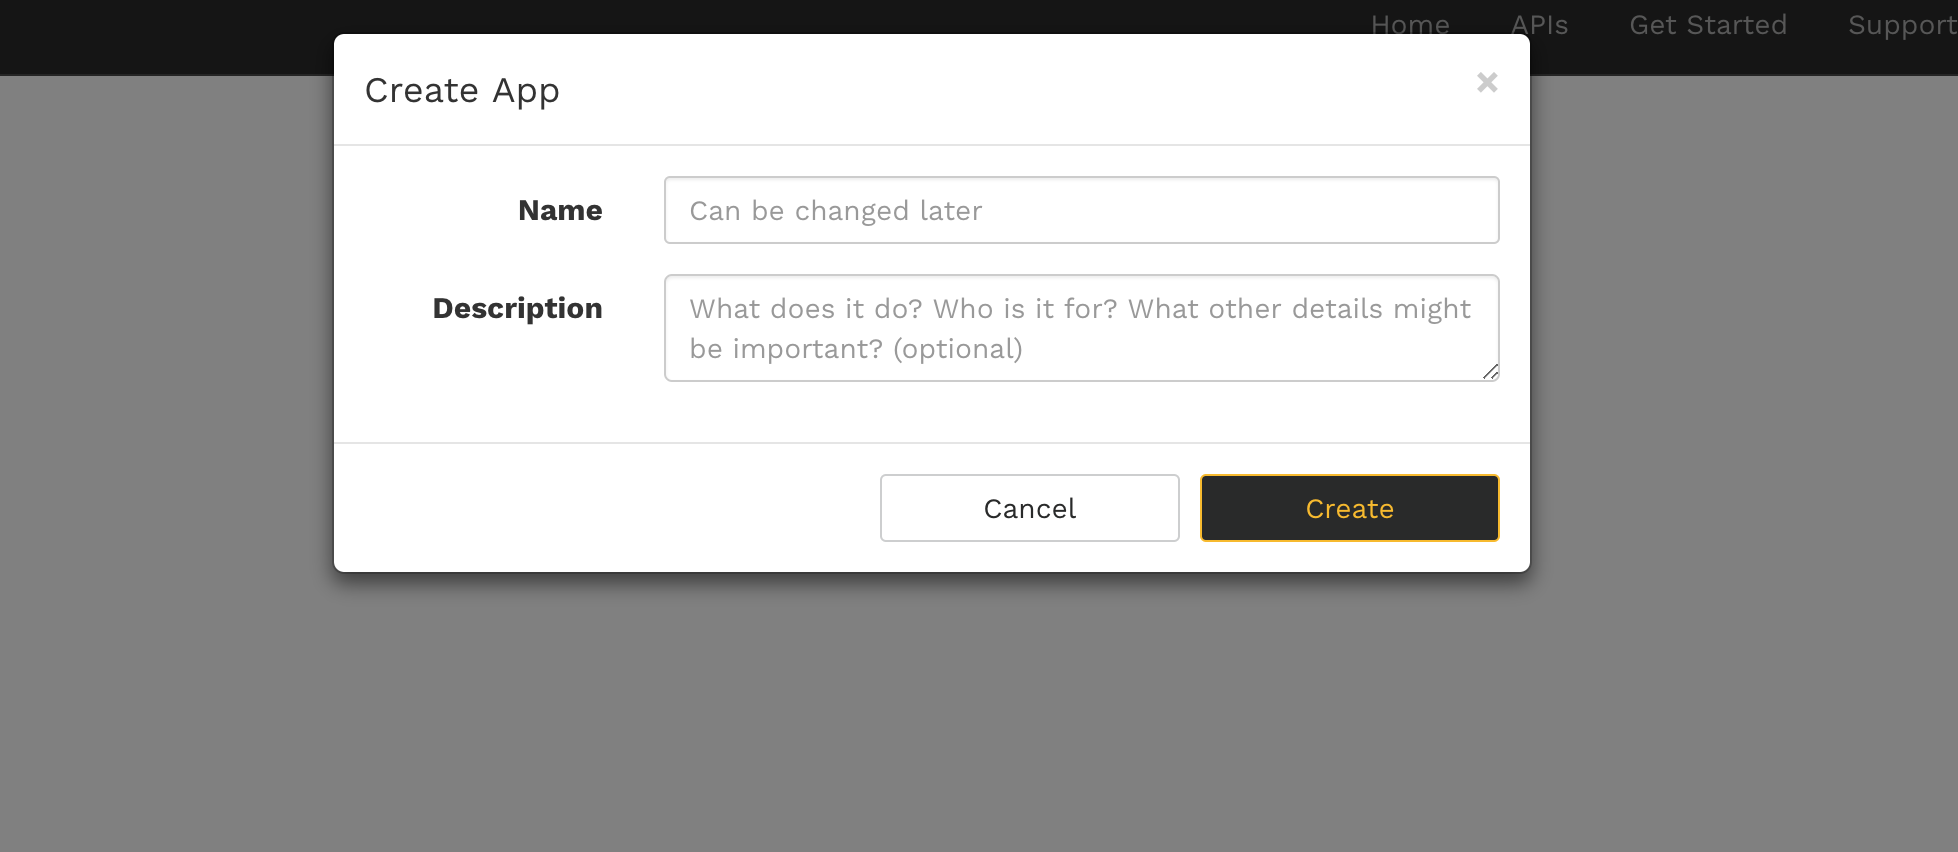 Home APIs Get Started Support
Create App
×
Name
Can be changed later
Description
What does it do? Who is it for? What other details might
be important? (optional)
Cancel
Create